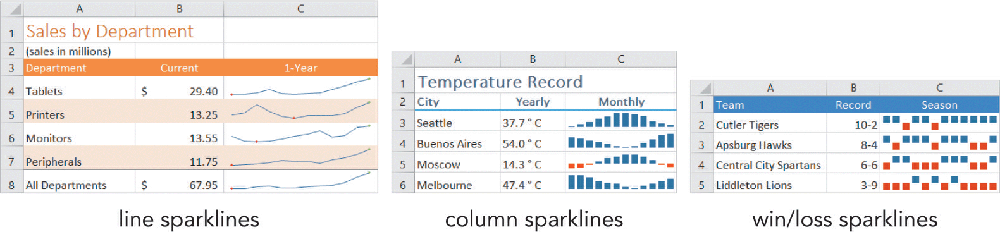 A B C
1 Sales by Department
2 (sales in millions)
3 Department Current 1-Year
4 Tablets $ 29.40
5 Printers 13.25
6 Monitors 13.55
7 Peripherals 11.75
8 All Departments $ 67.95
line sparklines
A B C
1 Temperature Record
2 City Yearly Monthly
3 Seattle 37.7 ° C
4 Buenos Aires 54.0 ° C
5 Moscow 14.3 ° C
6 Melbourne 47.4 ° C
column sparklines
A B C
1 Team Record Season
2 Cutler Tigers 10-2
3 Apsburg Hawks 8-4
4 Central City Spartans 6-6
5 Liddleton Lions 3-9
win/loss sparklines